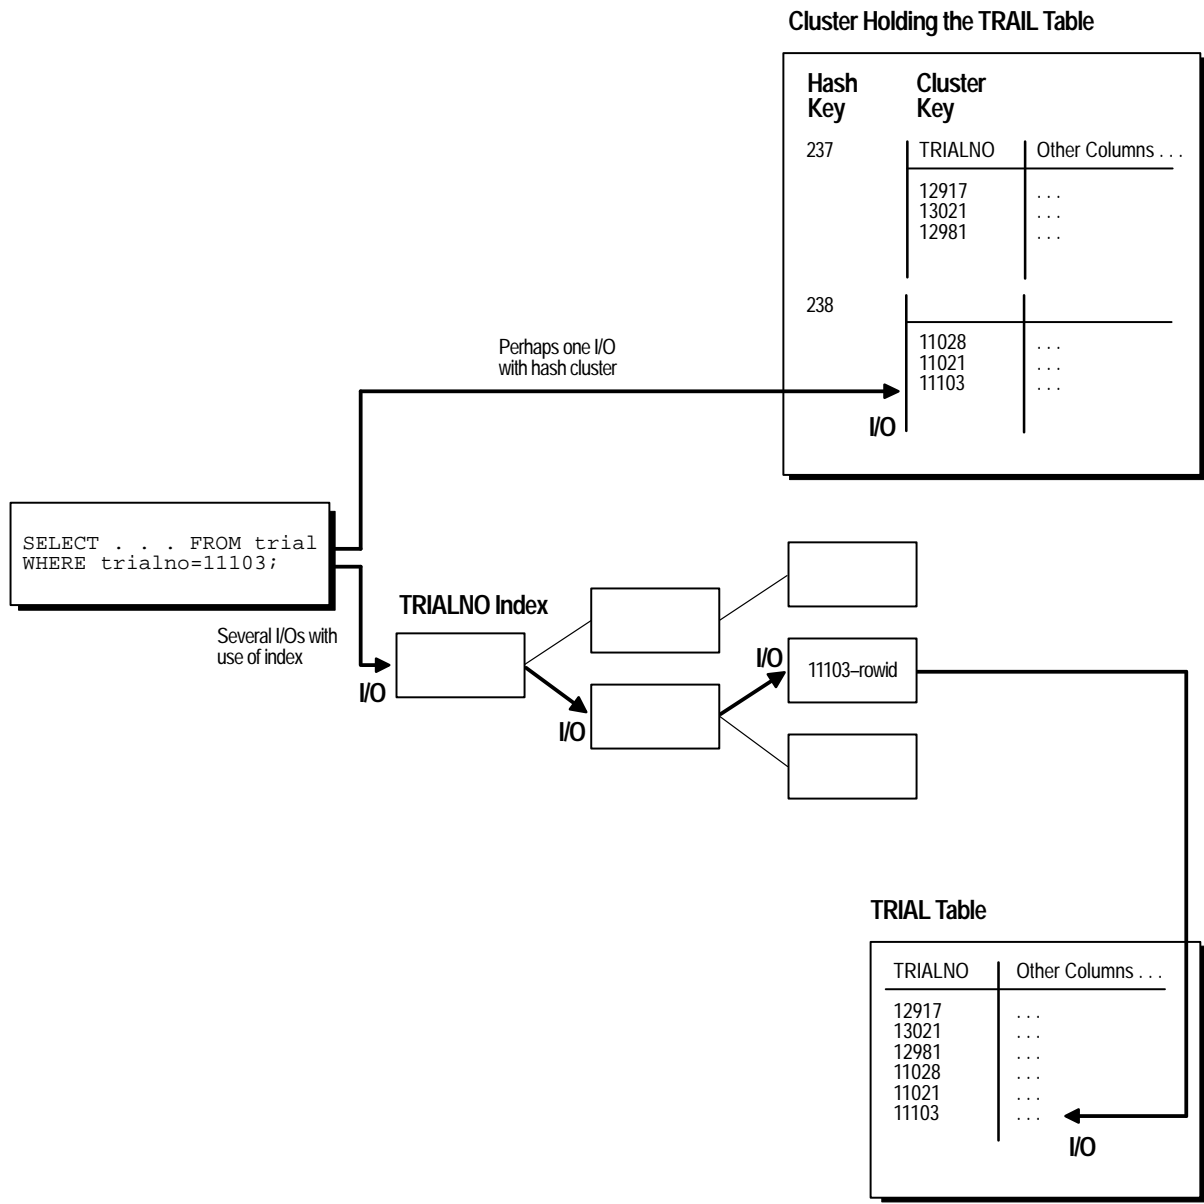 Cluster Holding the TRAIL Table
Hash
Key
Cluster
Key
237
TRIALNO
Other Columns . . .
12917
. . .
13021
. . .
12981
. . .
238
11028
. . .
11021
. . .
11103
. . .
Perhaps one I/O
with hash cluster
I/O
SELECT . . . FROM trial
WHERE trialno=11103;
Several I/Os with
use of index
TRIALNO Index
I/O
I/O
I/O
11103–rowid
TRIAL Table
TRIALNO
Other Columns . . .
12917
. . .
13021
. . .
12981
. . .
11028
. . .
11021
. . .
11103
. . .
I/O